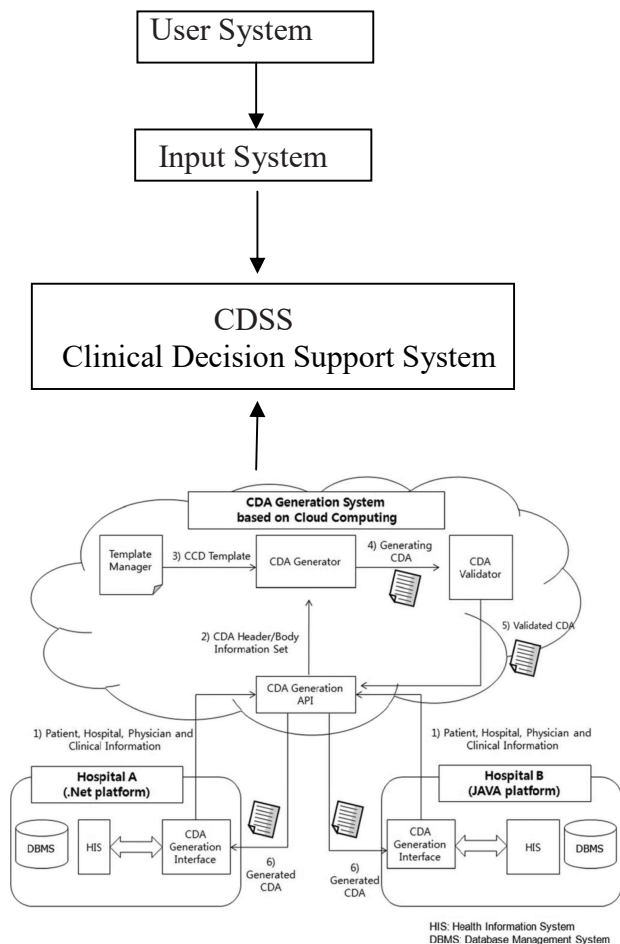 User System
Input System
CDSS
Clinical Decision Support System
CDA Generation System
based on Cloud Computing
Template
Manager
3) CCD Template
CDA Generator
4) Generating
CDA
CDA
Validator
2) CDA Header/Body
Information Set
5) Validated CDA
CDA Generation
API
1) Patient, Hospital, Physician and
Clinical Information
1) Patient, Hospital, Physician and
Clinical Information
Hospital A
(.Net platform)
DBMS
HIS
CDA
Generation
Interface
6)
Generated
CDA
6)
Generated
CDA
Hospital B
(JAVA platform)
CDA
Generation
Interface
HIS
DBMS
HIS: Health Information System
DBMS: Database Management System